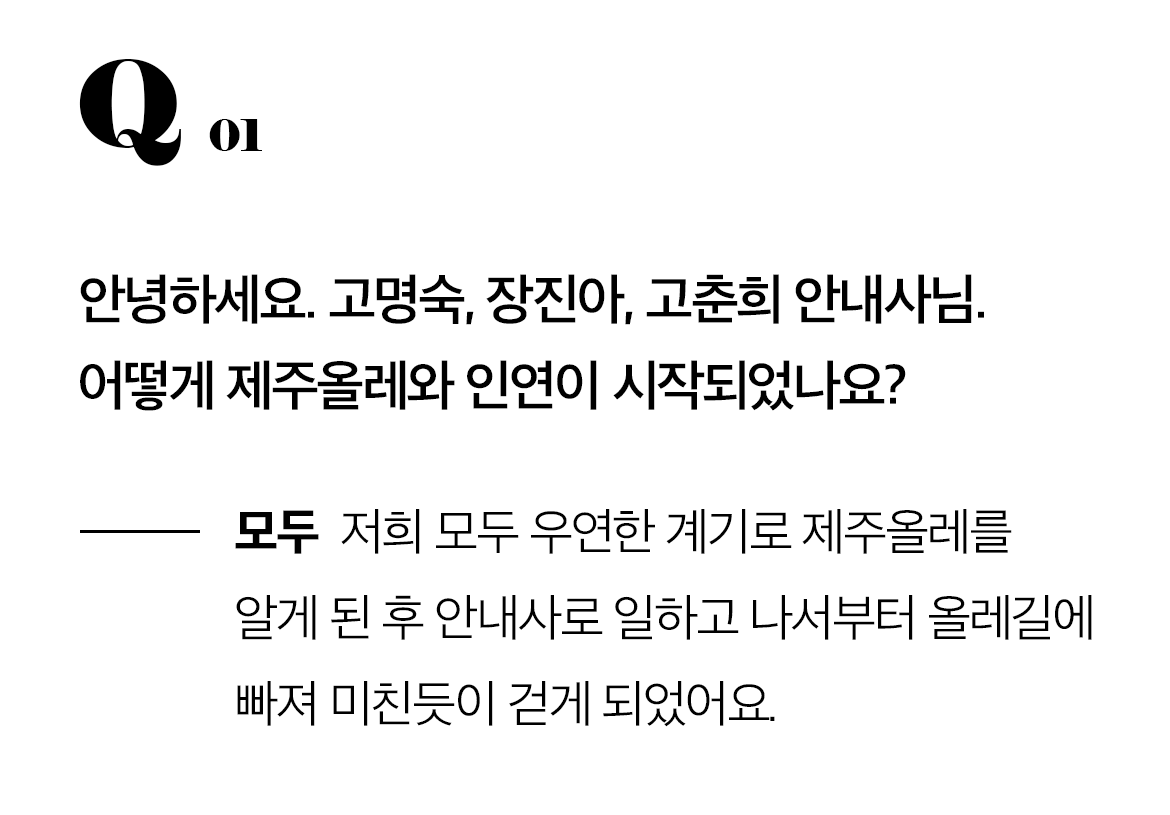 Q 01
안녕하세요. 고명숙, 장진아, 고춘희 안내사님.
어떻게 제주올레와 인연이 시작되었나요?
모두 저희 모두 우연한 계기로 제주올레를
알게 된 후 안내사로 일하고 나서부터 올레길에
빠져 미친듯이 걷게 되었어요.